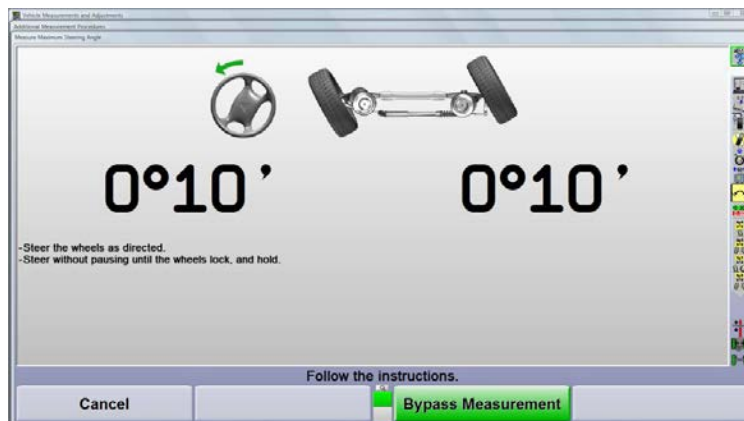 Vehicle Measurements and Adjustments
Additional Measurement Procedures
Measure Maximum Steering Angle
0°10' 0°10'
-Steer the wheels as directed.
-Steer without pausing until the wheels lock, and hold.
Follow the instructions.
Cancel Bypass Measurement